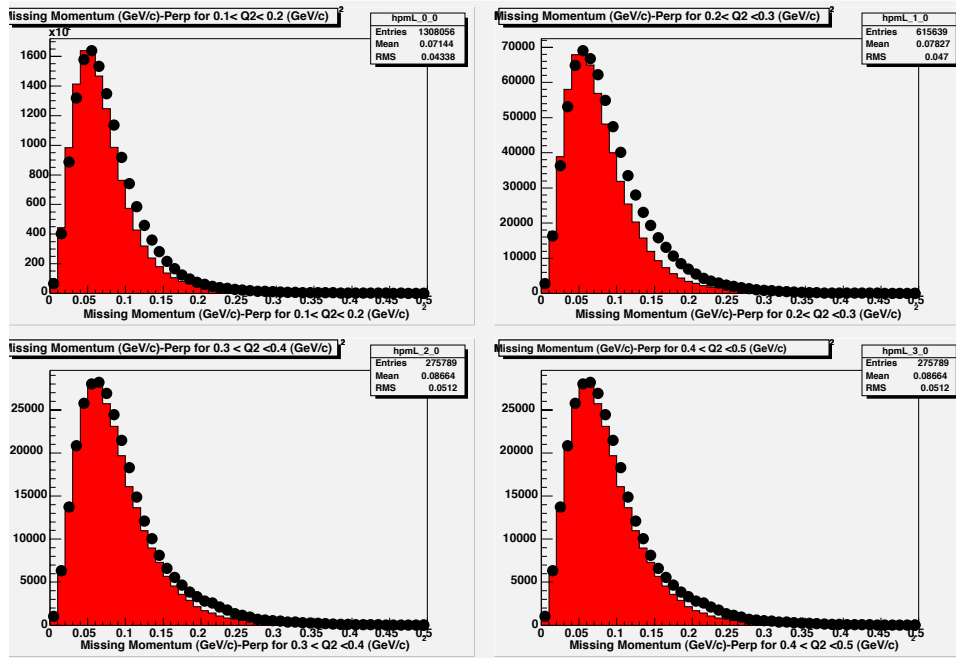 Missing Momentum (GeV/c)-Perp for 0.1< Q2< 0.2 (GeV/c) 2
hpmL_0_0
Entries 1308056
Mean 0.07144
RMS 0.04338
x10
1600
1400
1200
1000
800
600
400
200
0
0 0.05 0.1 0.15 0.2 0.25 0.3 0.35 0.4 0.45 0.5
Missing Momentum (GeV/c)-Perp for 0.1< Q2< 0.2 (GeV/c) 2
Missing Momentum (GeV/c)-Perp for 0.2< Q2 <0.3 (GeV/c) 2
hpmL_1_0
Entries 615639
Mean 0.07827
RMS 0.047
70000
60000
50000
40000
30000
20000
10000
0
0 0.05 0.1 0.15 0.2 0.25 0.3 0.35 0.4 0.45 0.5
Missing Momentum (GeV/c)-Perp for 0.2< Q2 <0.3 (GeV/c) 2
Missing Momentum (GeV/c)-Perp for 0.3 < Q2 <0.4 (GeV/c) 2
hpmL_2_0
Entries 275789
Mean 0.08664
RMS 0.0512
25000
20000
15000
10000
5000
0
0 0.05 0.1 0.15 0.2 0.25 0.3 0.35 0.4 0.45 0.5
Missing Momentum (GeV/c)-Perp for 0.3 < Q2 <0.4 (GeV/c) 2
Missing Momentum (GeV/c)-Perp for 0.4 < Q2 <0.5 (GeV/c) 2
hpmL_3_0
Entries 275789
Mean 0.08664
RMS 0.0512
25000
20000
15000
10000
5000
0
0 0.05 0.1 0.15 0.2 0.25 0.3 0.35 0.4 0.45 0.5
Missing Momentum (GeV/c)-Perp for 0.4 < Q2 <0.5 (GeV/c) 2